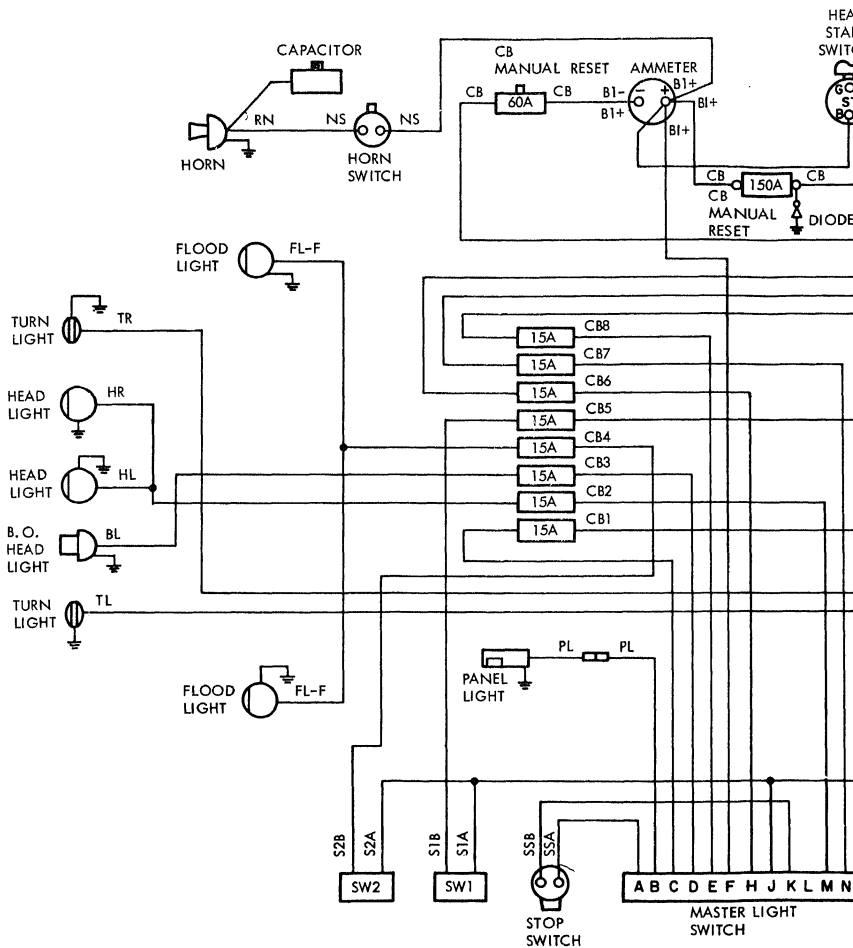 HEA
STAR
SWITC
CAPACITOR
CB
MANUAL RESET
AMMETER
CB
60A
CB
B1-
B1+
- +
B1+
B1+
B1+
G
ST
B
RN
NS
NS
HORN
HORN
SWITCH
CB
150A
CB
CB
MANUAL
RESET
DIODE
FLOOD
LIGHT
FL-F
TURN
LIGHT
TR
15A
CB8
15A
CB7
HEAD
LIGHT
HR
15A
CB6
15A
CB5
15A
CB4
HEAD
LIGHT
HL
15A
CB3
15A
CB2
15A
CB1
B.O.
HEAD
LIGHT
BL
TURN
LIGHT
TL
PANEL
LIGHT
PL
PL
FLOOD
LIGHT
FL-F
S2B
S2A
S1B
S1A
SSB
SSA
SW2
SW1
A B C D E F H J K L M N
STOP
SWITCH
MASTER LIGHT
SWITCH